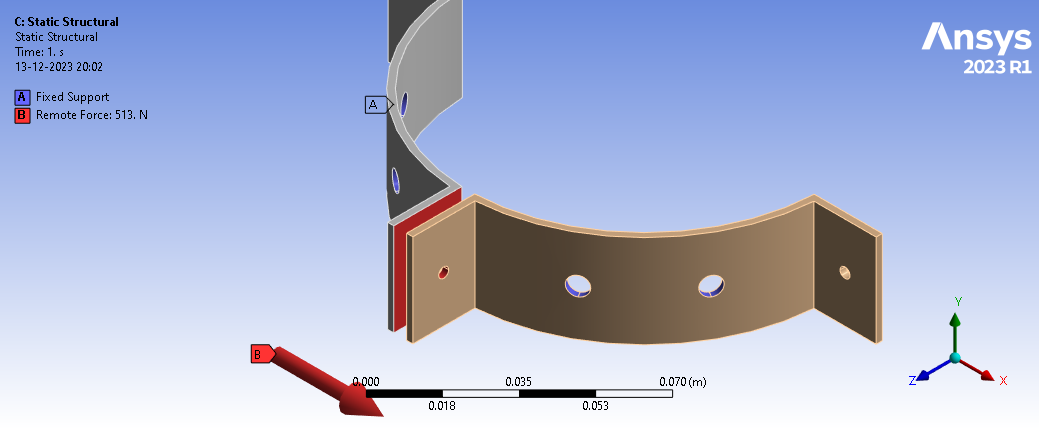 C: Static Structural
Static Structural
Time: 1. s
13-12-2023 20:02
A Fixed Support
B Remote Force: 513. N
Ansys
2023 R1
A
B
0.000 0.035 0.070 (m)
0.018 0.053
Y
Z X